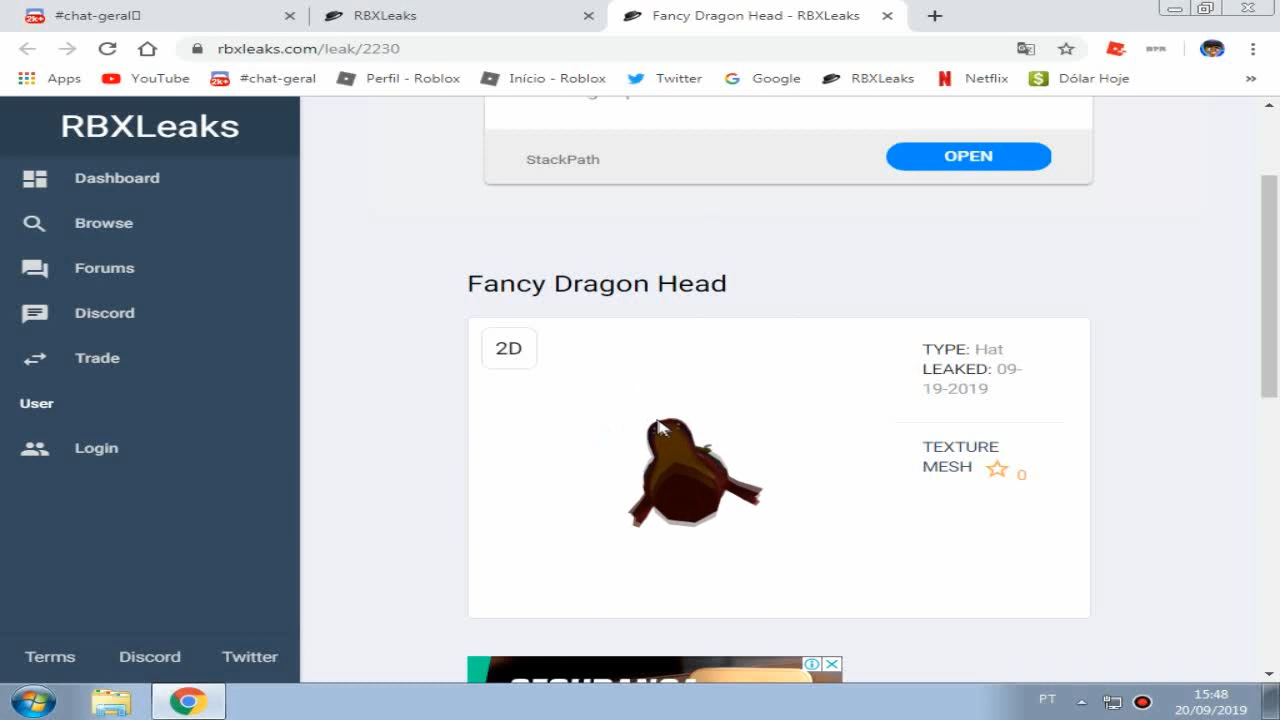 #chat-geral
RBXLeaks
Fancy Dragon Head - RBXLeaks
rbxleaks.com/leak/2230
Apps
YouTube
2k+
#chat-geral
Perfil - Roblox
Início - Roblox
Twitter
Google
RBXLeaks
Netflix
Dólar Hoje
»
RBXLeaks
Dashboard
Browse
Forums
Discord
Trade
User
Login
Terms
Discord
Twitter
StackPath
OPEN
Fancy Dragon Head
2D
TYPE: Hat
LEAKED: 09-
19-2019
TEXTURE
MESH
0
PT
15:48
20/09/2019